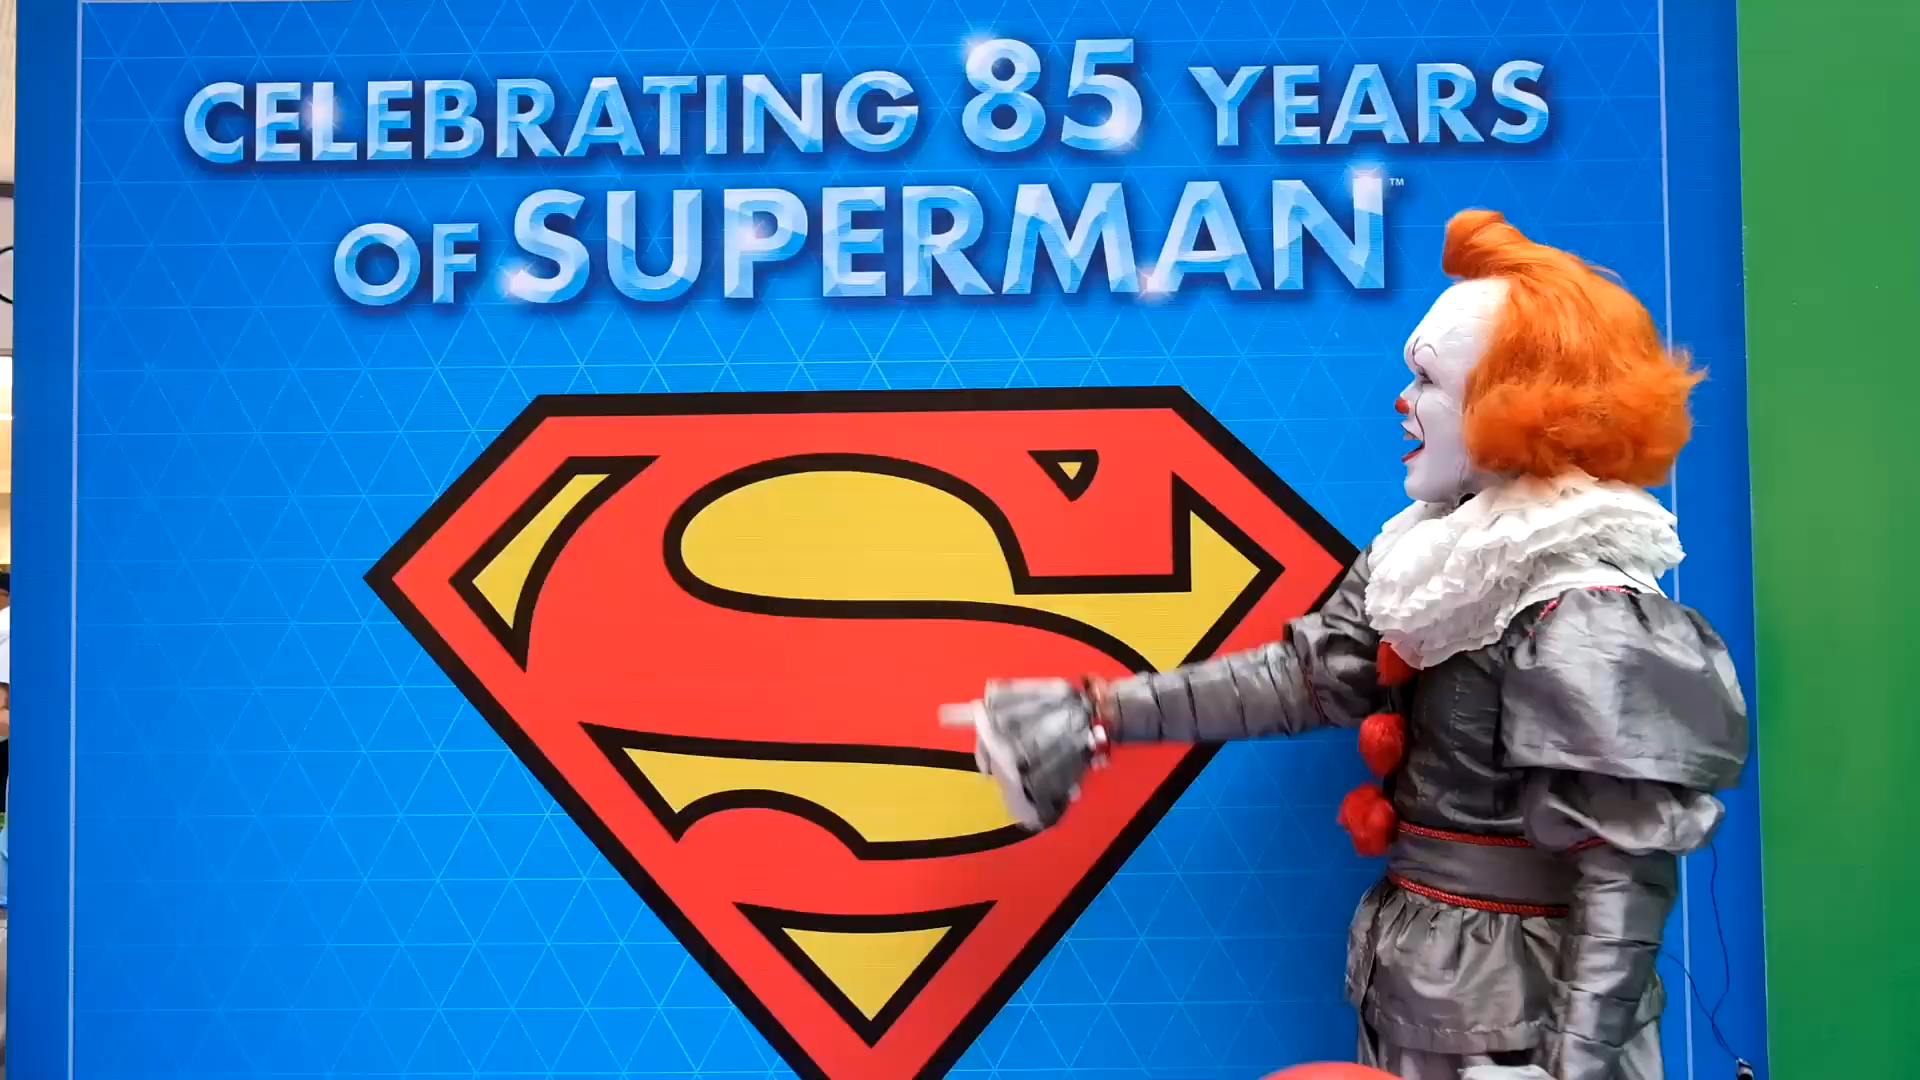 CELEBRATING 85 YEARS
OF SUPERMAN™
S